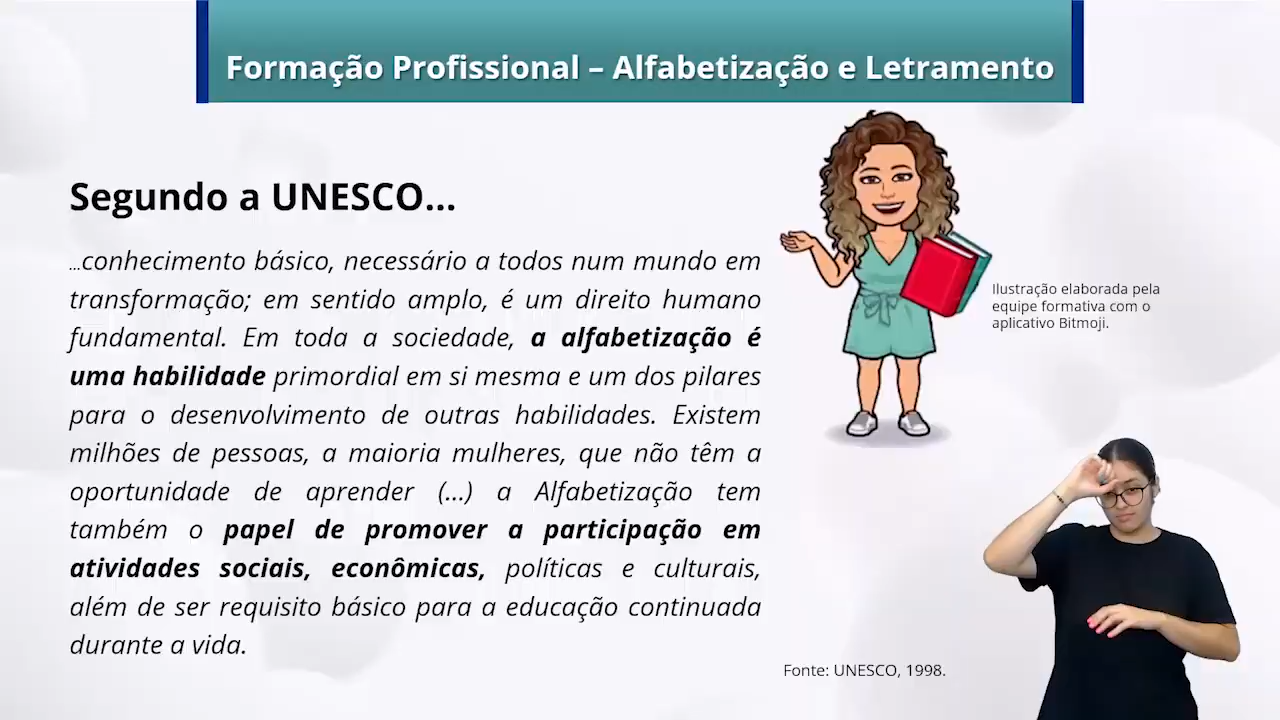 Formação Profissional – Alfabetização e Letramento
Segundo a UNESCO...
...conhecimento básico, necessário a todos num mundo em
transformação; em sentido amplo, é um direito humano
fundamental. Em toda a sociedade, a alfabetização é
uma habilidade primordial em si mesma e um dos pilares
para o desenvolvimento de outras habilidades. Existem
milhões de pessoas, a maioria mulheres, que não têm a
oportunidade de aprender (...) a Alfabetização tem
também o papel de promover a participação em
atividades sociais, econômicas, políticas e culturais,
além de ser requisito básico para a educação continuada
durante a vida.
Ilustração elaborada pela
equipe formativa com o
aplicativo Bitmoji.
Fonte: UNESCO, 1998.